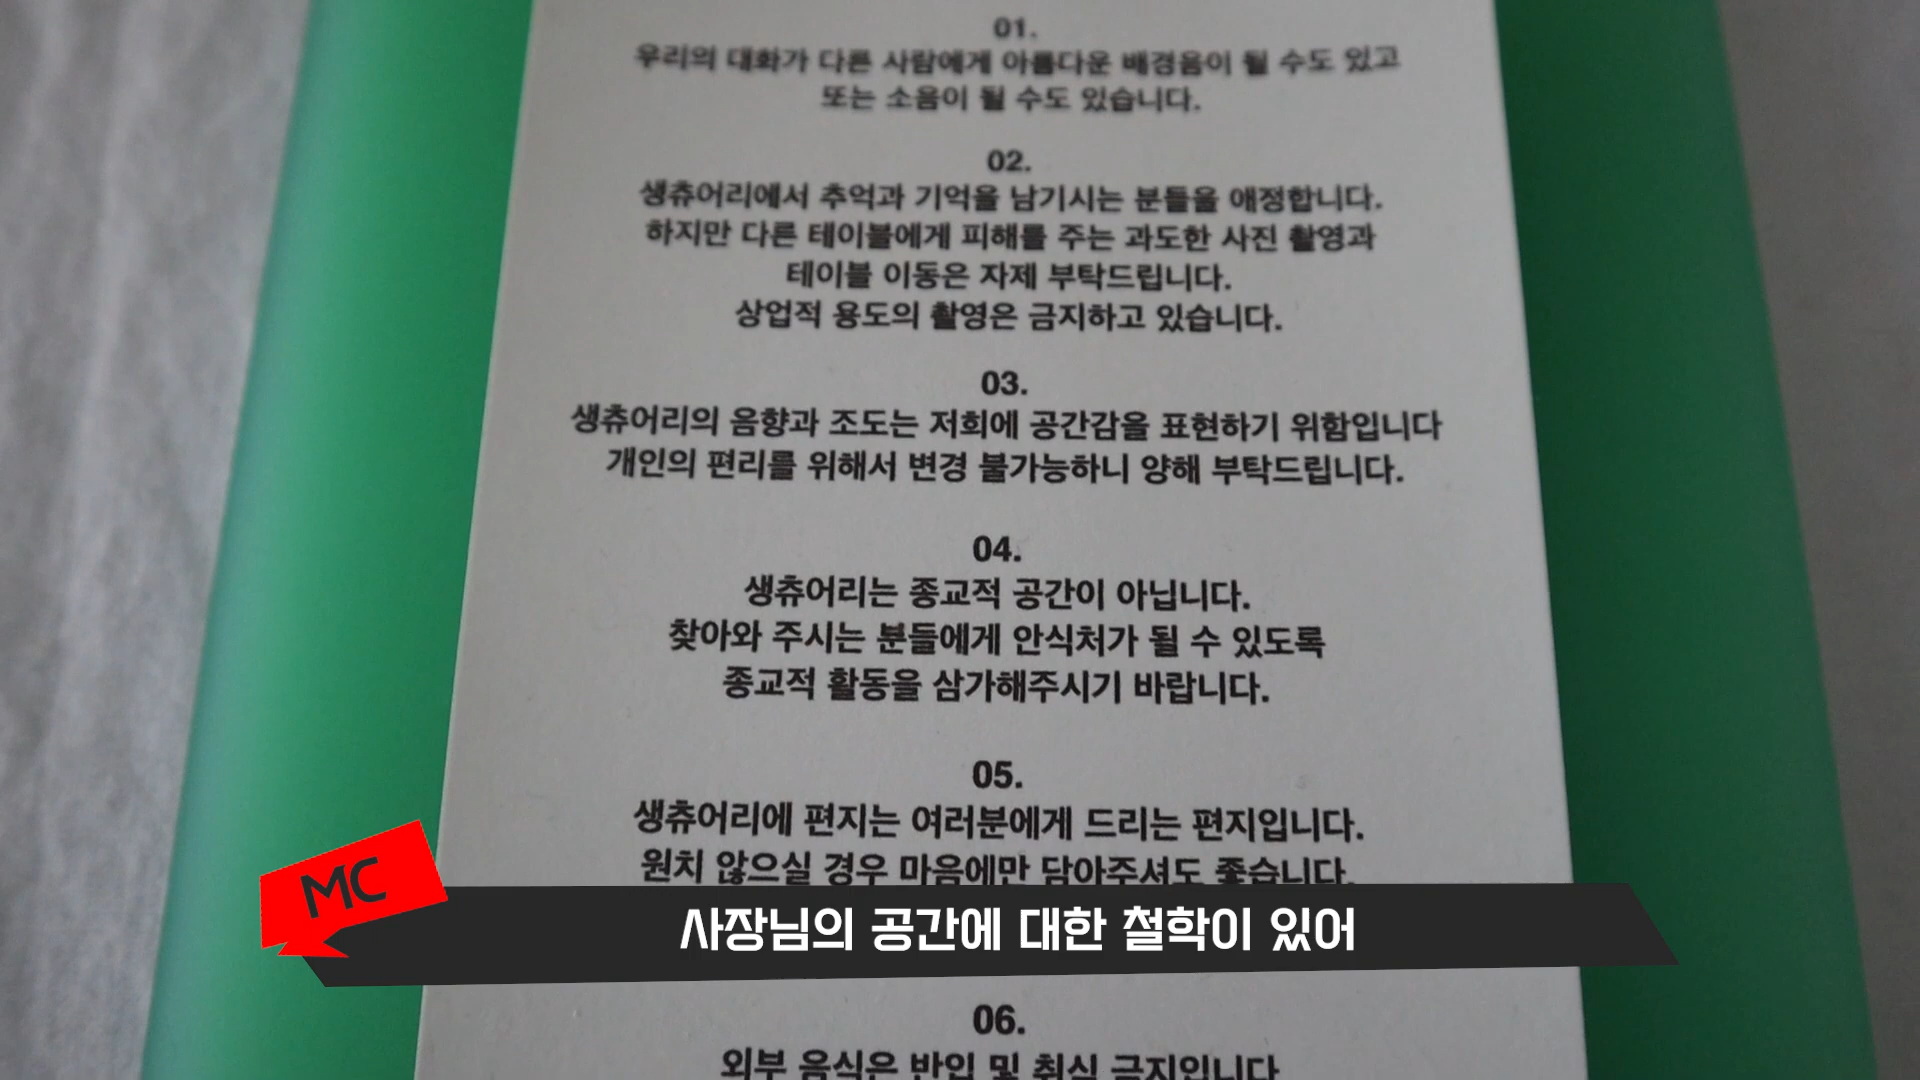 01.
우리의 대화가 다른 사람에게 아름다운 배경음이 될 수도 있고
또는 소음이 될 수도 있습니다.
02.
생츄어리에서 추억과 기억을 남기시는 분들을 애정합니다.
하지만 다른 테이블에게 피해를 주는 과도한 사진 촬영과
테이블 이동은 자제 부탁드립니다.
상업적 용도의 촬영은 금지하고 있습니다.
03.
생츄어리의 음향과 조도는 저희에 공간감을 표현하기 위함입니다
개인의 편리를 위해서 변경 불가능하니 양해 부탁드립니다.
04.
생츄어리는 종교적 공간이 아닙니다.
찾아와 주시는 분들에게 안식처가 될 수 있도록
종교적 활동을 삼가해주시기 바랍니다.
05.
생츄어리에 편지는 여러분에게 드리는 편지입니다.
원치 않으실 경우 마음에만 담아주셔도 좋습니다.
MC
사장님의 공간에 대한 철학이 있어
06.
외부 음식은 반입 및 취식 금지입니다